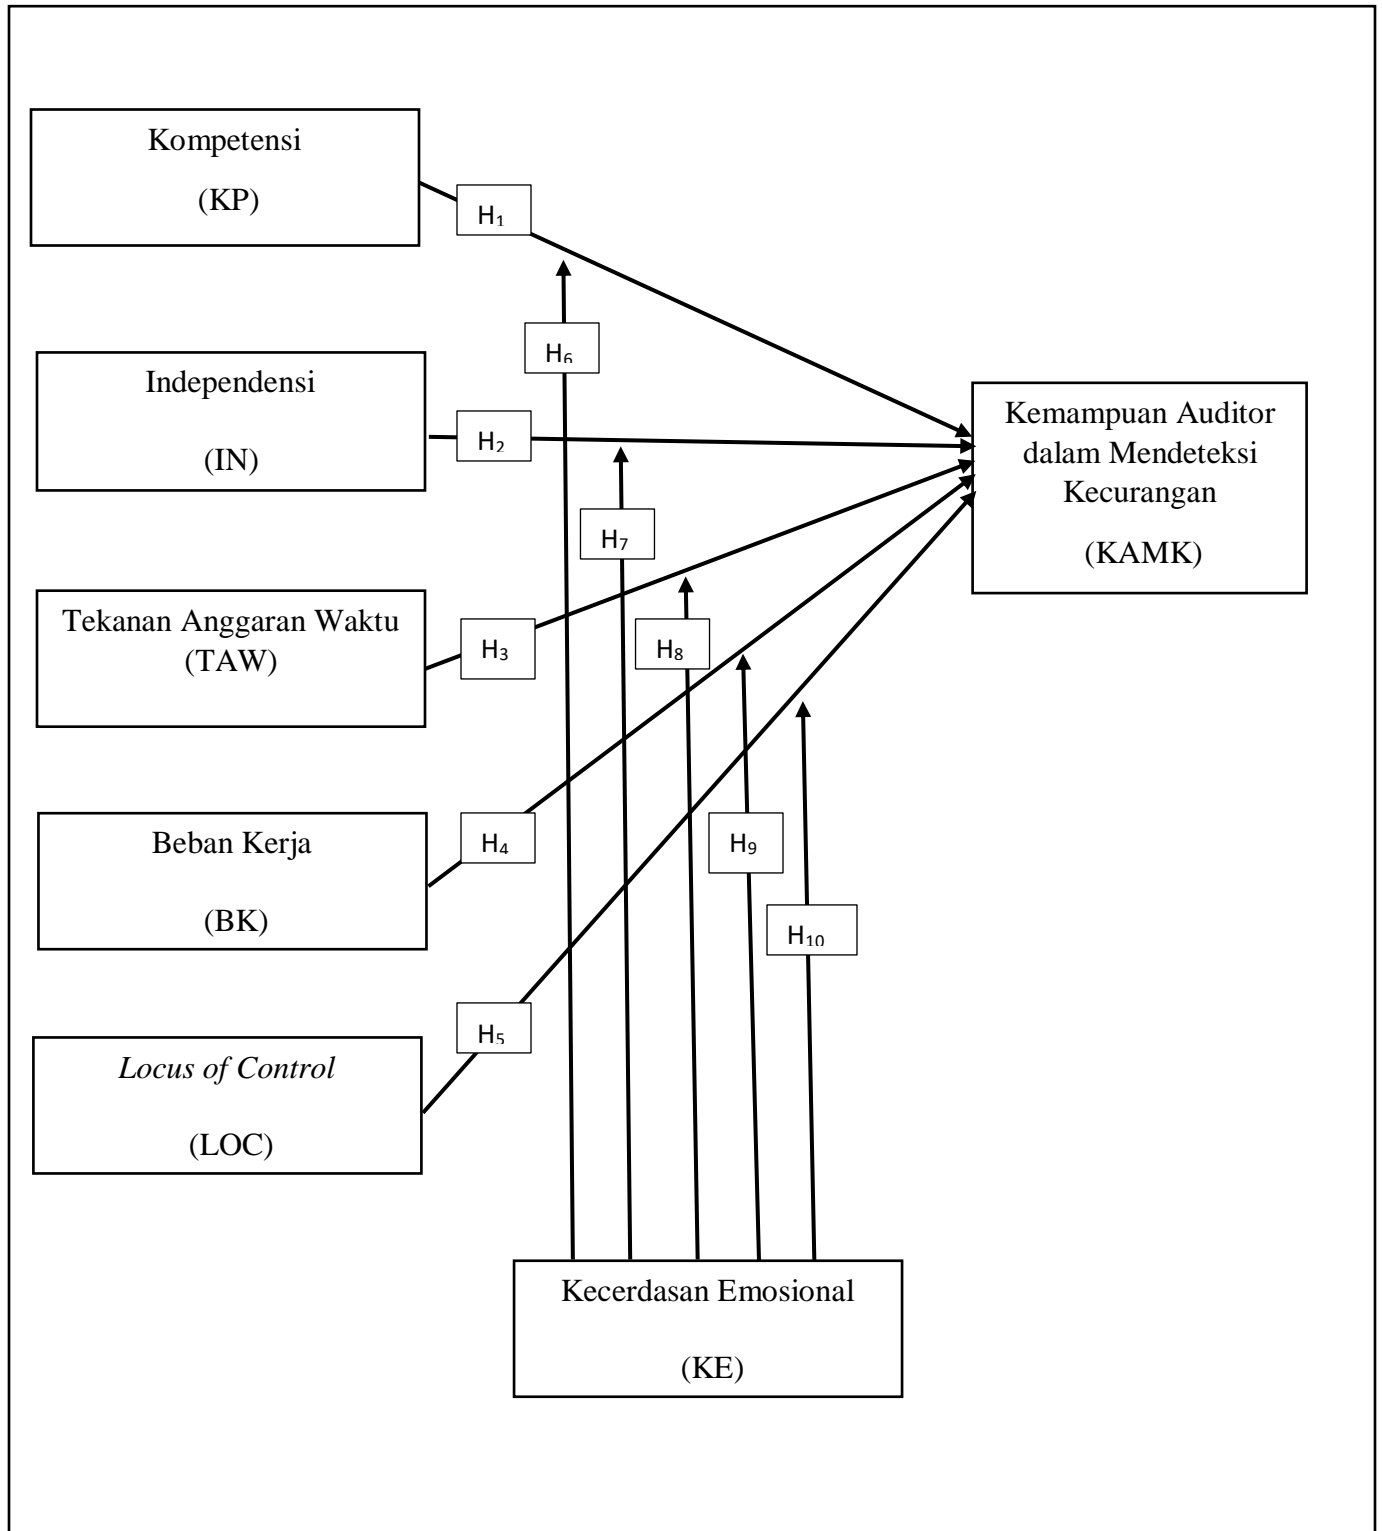 Kompetensi
(KP)
H₁
H₆
Independensi
(IN)
H₂
Kemampuan Auditor
dalam Mendeteksi
Kecurangan
(KAMK)
H₇
Tekanan Anggaran Waktu
(TAW)
H₃
H₈
Beban Kerja
(BK)
H₄
H₉
H₁₀
Locus of Control
(LOC)
H₅
Kecerdasan Emosional
(KE)